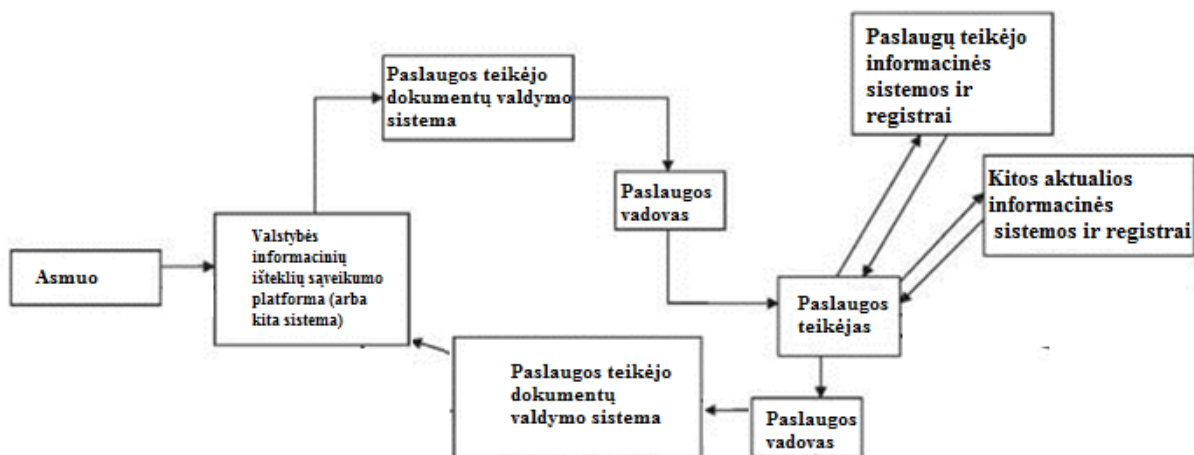 Paslaugų teikėjo
informacinės
sistemos ir
registrai
Paslaugos teikėjo
dokumentų valdymo
sistema
Kitos aktualios
informacinės
sistemos ir registrai
Paslaugos
vadovas
Valstybės
informacinių
išteklių sąveikumo
platforma (arba
kita sistema)
Asmuo
Paslaugos
teikėjas
Paslaugos teikėjo
dokumentų
valdymo sistema
Paslaugos
vadovas